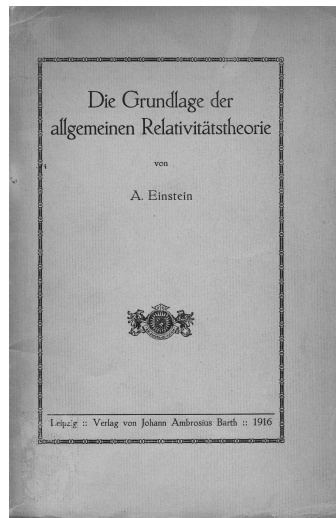 Die Grundlage der
allgemeinen Relativitätstheorie
von
A. Einstein
Leipzig :: Verlag von Johann Ambrosius Barth :: 1916